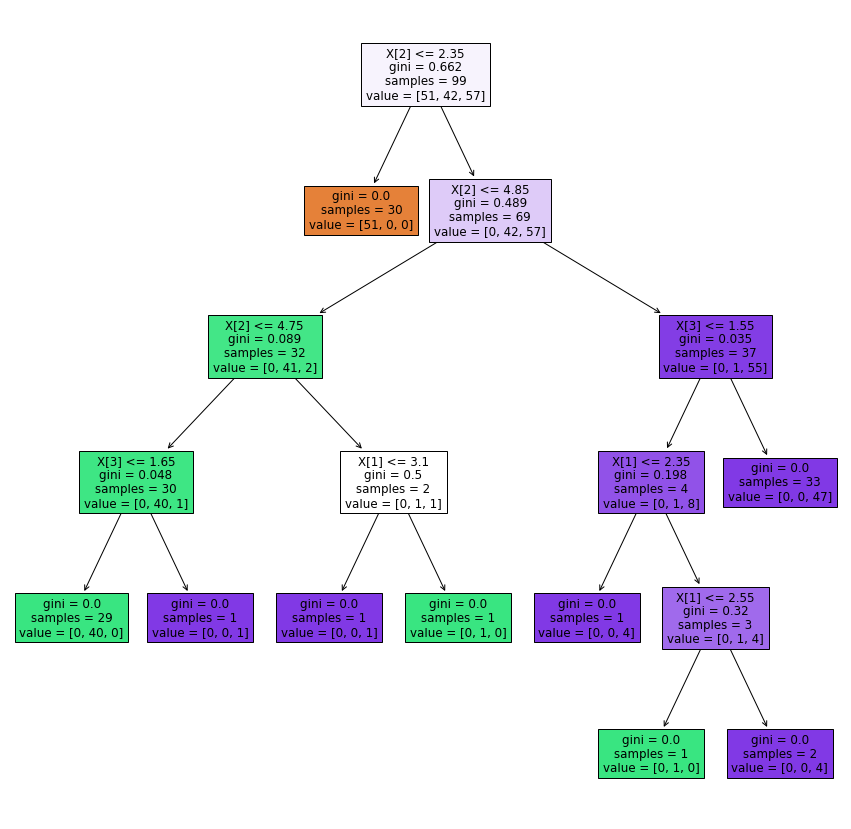 X[2] <= 2.35
gini = 0.662
samples = 99
value = [51, 42, 57]
gini = 0.0
samples = 30
value = [51, 0, 0]
X[2] <= 4.85
gini = 0.489
samples = 69
value = [0, 42, 57]
X[2] <= 4.75
gini = 0.089
samples = 32
value = [0, 41, 2]
X[3] <= 1.55
gini = 0.035
samples = 37
value = [0, 1, 55]
X[3] <= 1.65
gini = 0.048
samples = 30
value = [0, 40, 1]
X[1] <= 3.1
gini = 0.5
samples = 2
value = [0, 1, 1]
X[1] <= 2.35
gini = 0.198
samples = 4
value = [0, 1, 8]
gini = 0.0
samples = 33
value = [0, 0, 47]
gini = 0.0
samples = 29
value = [0, 40, 0]
gini = 0.0
samples = 1
value = [0, 0, 1]
gini = 0.0
samples = 1
value = [0, 0, 1]
gini = 0.0
samples = 1
value = [0, 1, 0]
gini = 0.0
samples = 1
value = [0, 0, 4]
X[1] <= 2.55
gini = 0.32
samples = 3
value = [0, 1, 4]
gini = 0.0
samples = 1
value = [0, 1, 0]
gini = 0.0
samples = 2
value = [0, 0, 4]